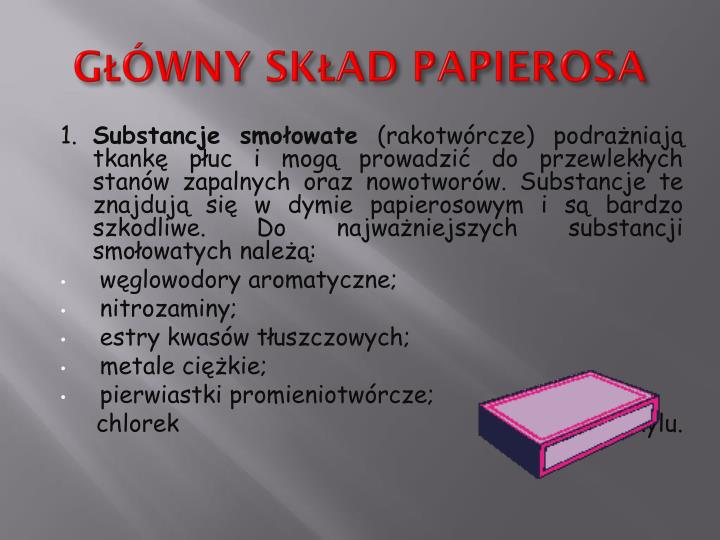 GŁÓWNY SKŁAD PAPIEROSA
1. Substancje smołowate (rakotwórcze) podrażniają
tkankę płuc i mogą prowadzić do przewlekłych
stanów zapalnych oraz nowotworów. Substancje te
znajdują się w dymie papierosowym i są bardzo
szkodliwe. Do najważniejszych substancji
smołowatych należą:
• węglowodory aromatyczne;
• nitrozaminy;
• estry kwasów tłuszczowych;
• metale ciężkie;
• pierwiastki promieniotwórcze;
chlorek